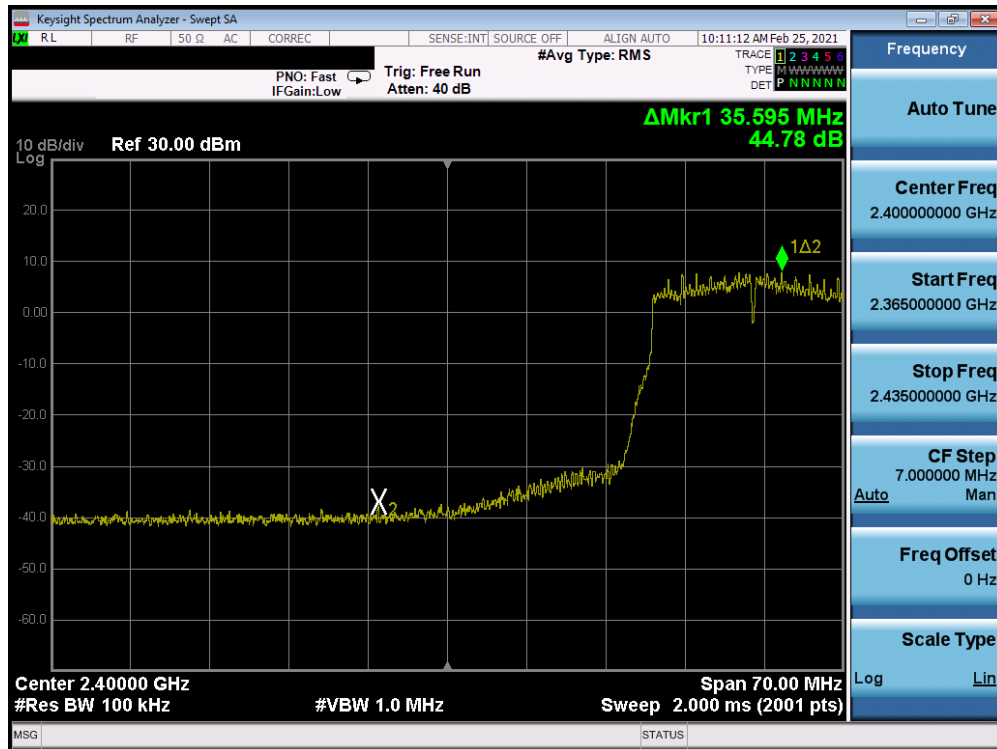 Keysight Spectrum Analyzer - Swept SA
LXI RL RF 50 Ω AC CORREC SENSE:INT SOURCE OFF ALIGN AUTO 10:11:12 AM Feb 25, 2021
#Avg Type: RMS
TRACE 1 2 3 4 5 6
PNO: Fast Trig: Free Run
TYPE M WWWWW
IFGain:Low Atten: 40 dB
DET P N N N N N
ΔMkr1 35.595 MHz
44.78 dB
10 dB/div Ref 30.00 dBm
Log
20.0
10.0
0.00
-10.0
-20.0
-30.0
-40.0
-50.0
-60.0
1Δ2
X2
Center 2.40000 GHz Span 70.00 MHz
#Res BW 100 kHz #VBW 1.0 MHz Sweep 2.000 ms (2001 pts)
MSG STATUS
Frequency
Auto Tune
Center Freq
2.400000000 GHz
Start Freq
2.365000000 GHz
Stop Freq
2.435000000 GHz
CF Step
7.000000 MHz
Auto Man
Freq Offset
0 Hz
Scale Type
Log Lin